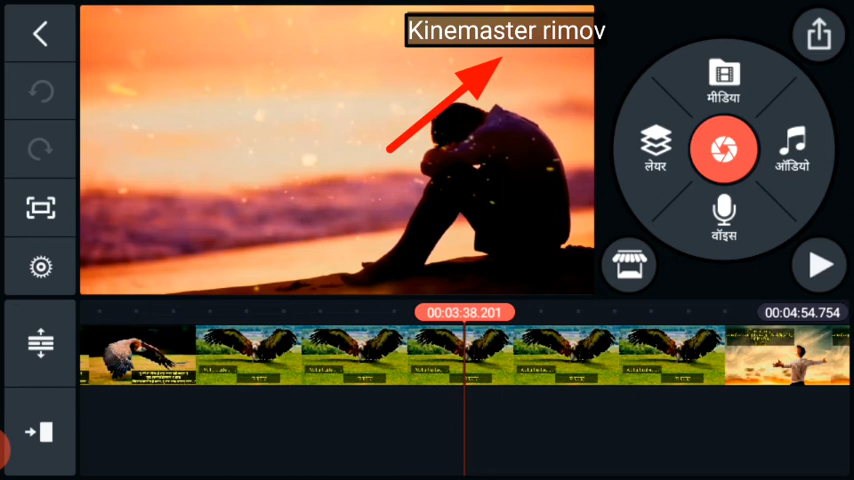 Kinemaster rimov
मीडिया
लेयर
ऑडियो
वॉइस
00:03:38.201
00:04:54.754